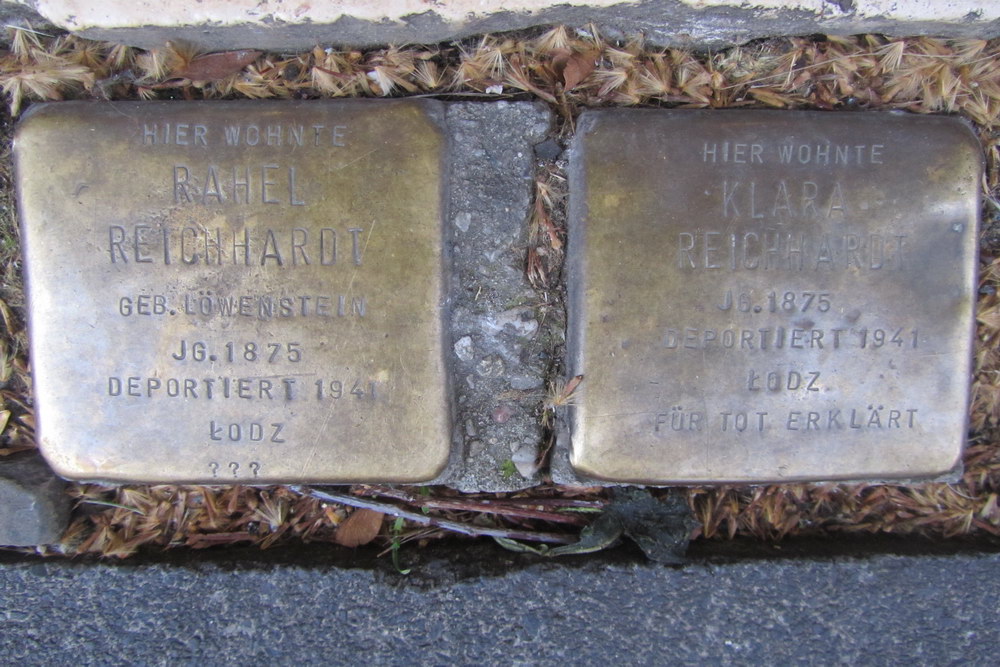 HIER WOHNTE
RAHEL
REICHHARDT
GEB. LÖWENSTEIN
JG. 1875
DEPORTIERT 1941
ŁODZ
???
HIER WOHNTE
KLARA
REICHHARDT
JG. 1875
DEPORTIERT 1941
ŁODZ
FÜR TOT ERKLÄRT